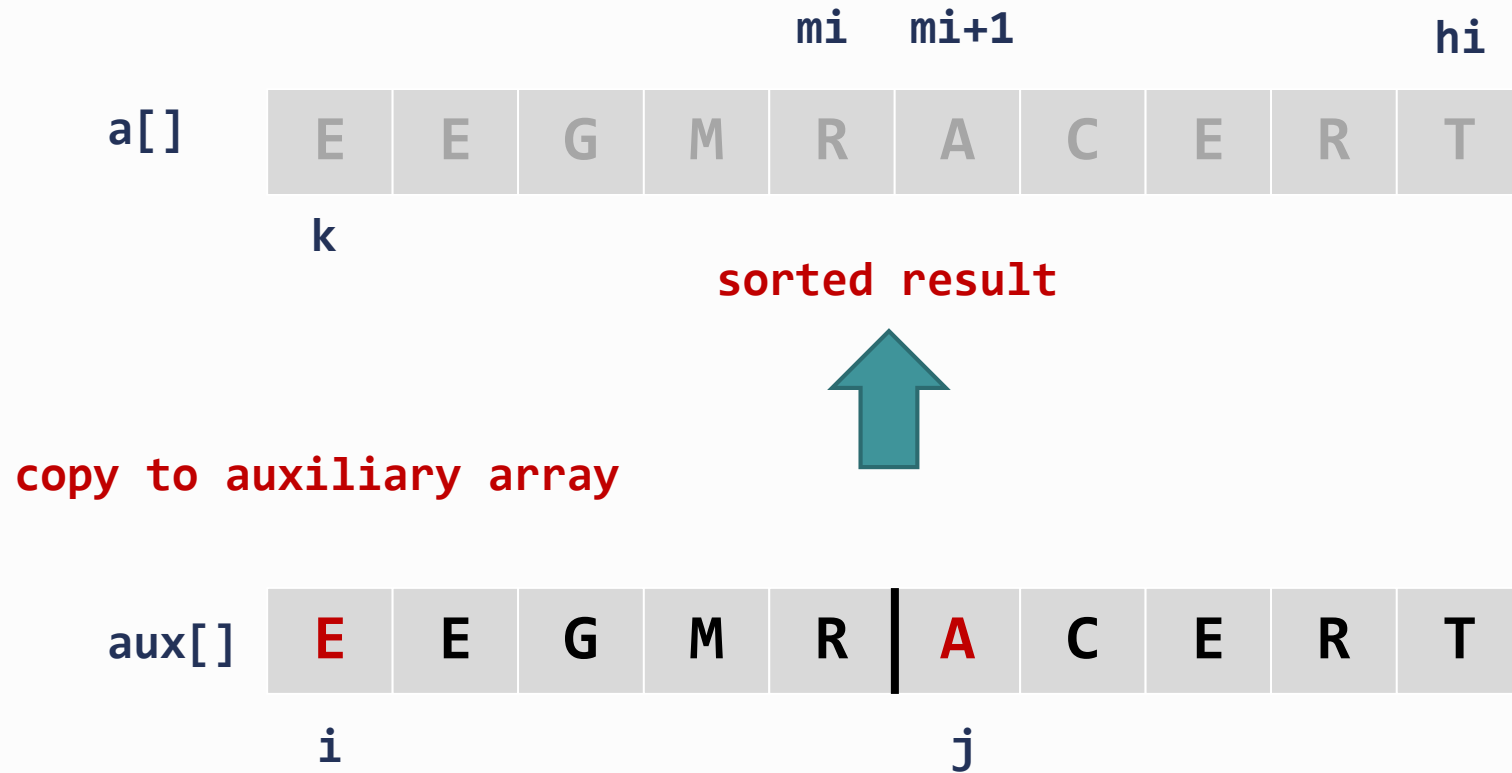 mi mi+1 hi
a[] E E G M R A C E R T
k
sorted result
copy to auxiliary array
aux[] E E G M R A C E R T
i j